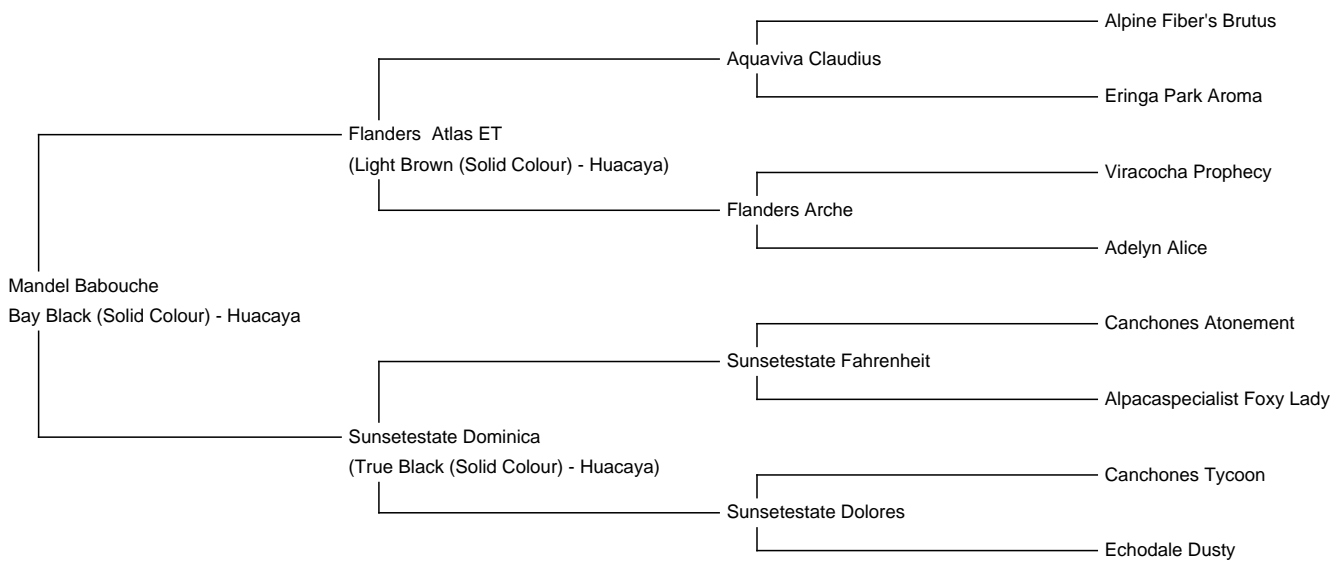 Alpine Fiber's Brutus
Aquaviva Claudius
Eringa Park Aroma
Flanders  Atlas ET
(Light Brown (Solid Colour) - Huacaya)
Viracocha Prophecy
Flanders Arche
Adelyn Alice
Mandel Babouche
Bay Black (Solid Colour) - Huacaya
Canchones Atonement
Sunsetestate Fahrenheit
Alpacaspecialist Foxy Lady
Sunsetestate Dominica
(True Black (Solid Colour) - Huacaya)
Canchones Tycoon
Sunsetestate Dolores
Echodale Dusty